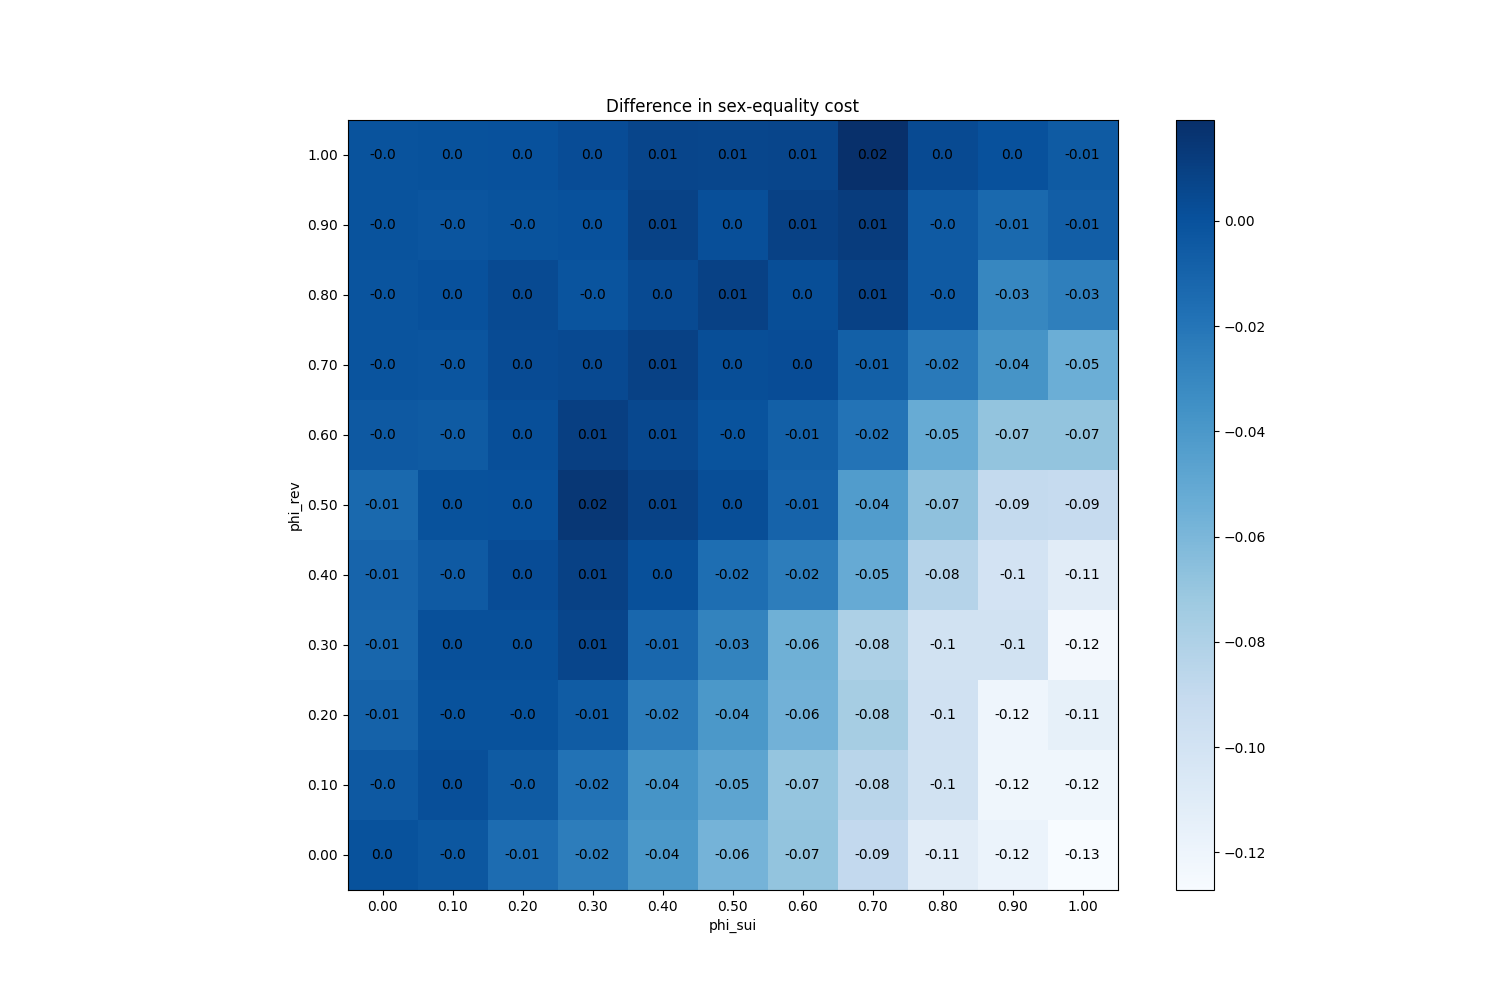 Difference in sex-equality cost
1.00 -0.0 0.0 0.0 0.0 0.01 0.01 0.01 0.02 0.0 0.0 -0.01
0.90 -0.0 -0.0 -0.0 0.0 0.01 0.0 0.01 0.01 -0.0 -0.01 -0.01 0.00
0.80 -0.0 0.0 0.0 -0.0 0.0 0.01 0.0 0.01 -0.0 -0.03 -0.03
−0.02
0.70 -0.0 -0.0 0.0 0.0 0.01 0.0 0.0 -0.01 -0.02 -0.04 -0.05
0.60 -0.0 -0.0 0.0 0.01 0.01 -0.0 -0.01 -0.02 -0.05 -0.07 -0.07 −0.04
phi_rev
0.50 -0.01 0.0 0.0 0.02 0.01 0.0 -0.01 -0.04 -0.07 -0.09 -0.09
−0.06
0.40 -0.01 -0.0 0.0 0.01 0.0 -0.02 -0.02 -0.05 -0.08 -0.1 -0.11
0.30 -0.01 0.0 0.0 0.01 -0.01 -0.03 -0.06 -0.08 -0.1 -0.1 -0.12 −0.08
0.20 -0.01 -0.0 -0.0 -0.01 -0.02 -0.04 -0.06 -0.08 -0.1 -0.12 -0.11
−0.10
0.10 -0.0 0.0 -0.0 -0.02 -0.04 -0.05 -0.07 -0.08 -0.1 -0.12 -0.12
0.00 0.0 -0.0 -0.01 -0.02 -0.04 -0.06 -0.07 -0.09 -0.11 -0.12 -0.13 −0.12
0.00 0.10 0.20 0.30 0.40 0.50 0.60 0.70 0.80 0.90 1.00
phi_sui